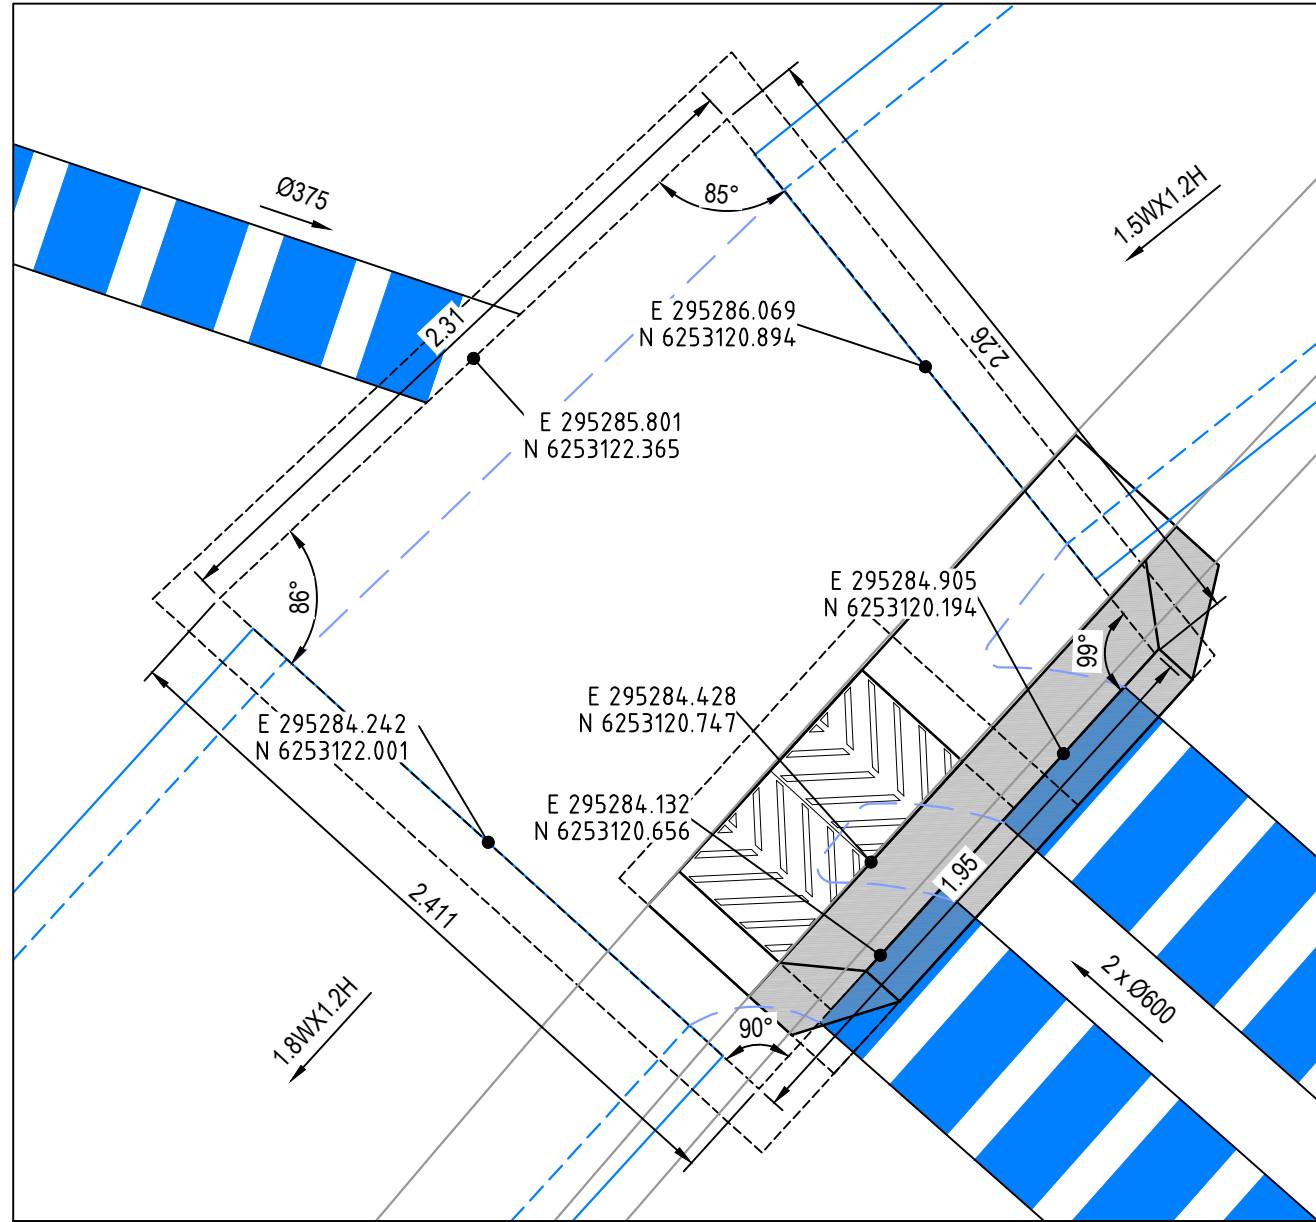 Ø375
85°
1.5WX1.2H
2.31
E 295286.069
N 6253120.894
2.26
E 295285.801
N 6253122.365
86°
E 295284.905
N 6253120.194
99°
E 295284.428
N 6253120.747
E 295284.242
N 6253122.001
E 295284.132
N 6253120.656
1.95
2.411
2 x Ø600
1.8WX1.2H
90°